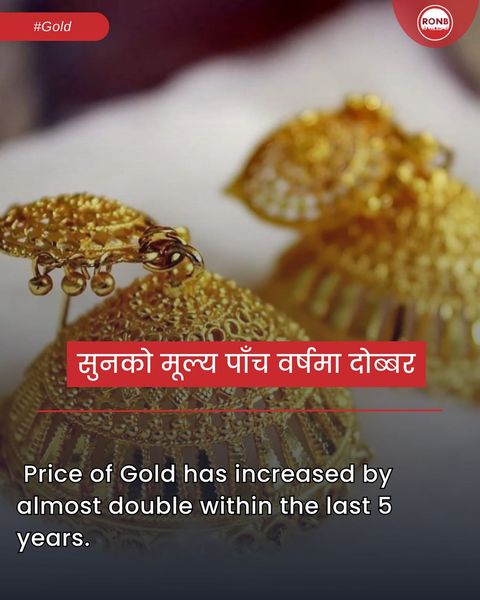 #Gold
RONB
सुनको मूल्य पाँच वर्षमा दोब्बर
Price of Gold has increased by
almost double within the last 5
years.